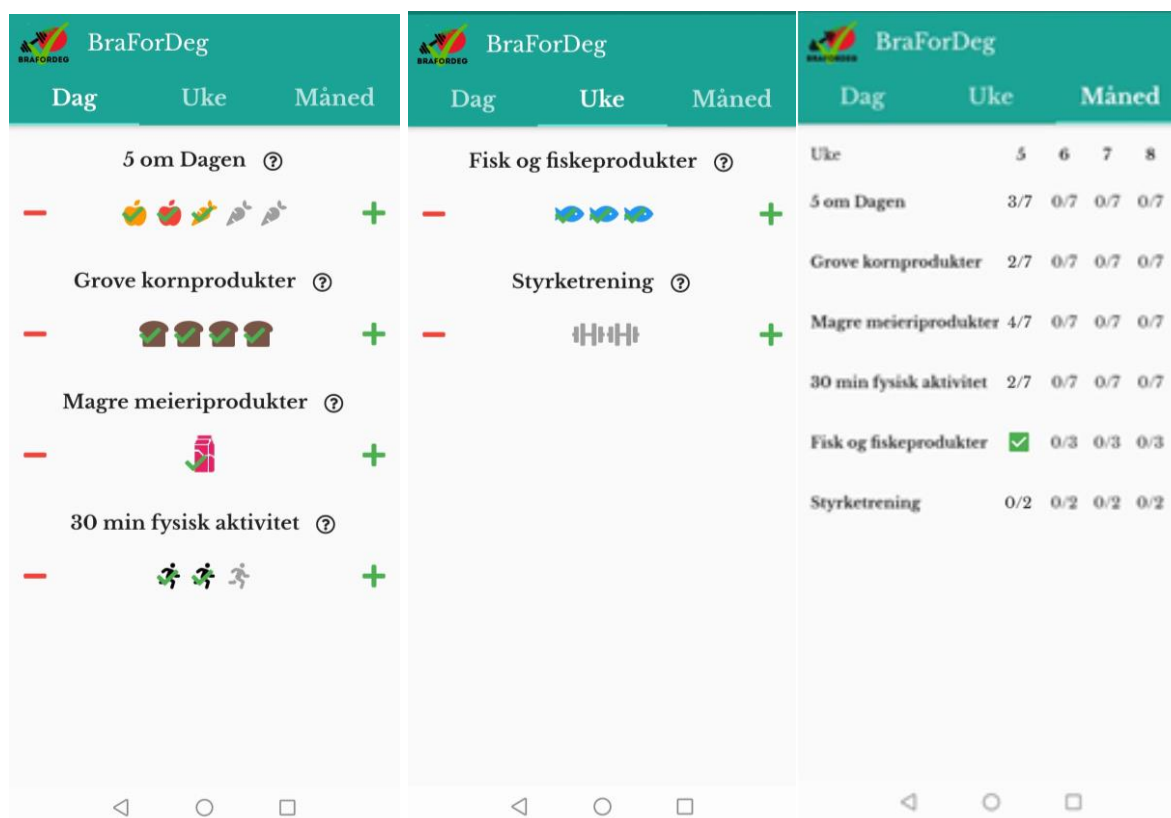 BRAFORDEG
BraForDeg
Dag Uke Måned
5 om Dagen ?
Grove kornprodukter ?
Magre meieriprodukter ?
30 min fysisk aktivitet ?
BRAFORDEG
BraForDeg
Dag Uke Måned
Fisk og fiskeprodukter ?
Styrketrening ?
BRAFORDEG
BraForDeg
Dag Uke Måned
Uke 5 6 7 8
5 om Dagen 3/7 0/7 0/7 0/7
Grove kornprodukter 2/7 0/7 0/7 0/7
Magre meieriprodukter 4/7 0/7 0/7 0/7
30 min fysisk aktivitet 2/7 0/7 0/7 0/7
Fisk og fiskeprodukter 0/3 0/3 0/3
Styrketrening 0/2 0/2 0/2 0/2